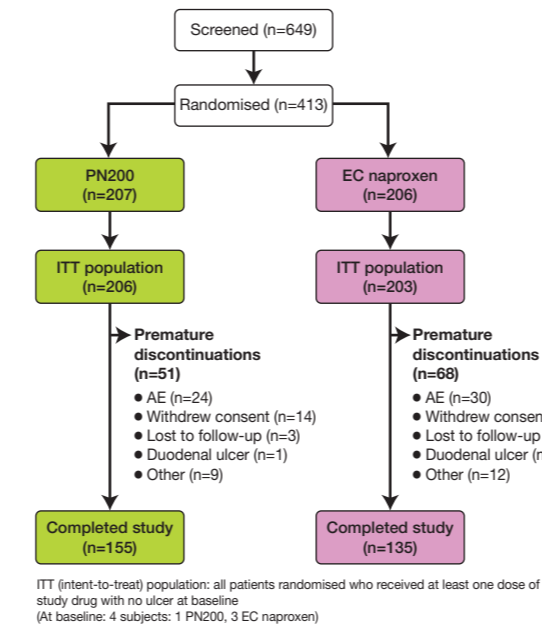 Screened (n=649)
Randomised (n=413)
PN200
(n=207)
EC naproxen
(n=206)
ITT population
(n=206)
ITT population
(n=203)
Premature
discontinuations
(n=51)
● AE (n=24)
● Withdrew consent (n=14)
● Lost to follow-up (n=3)
● Duodenal ulcer (n=1)
● Other (n=9)
Premature
discontinuations
(n=68)
● AE (n=30)
● Withdrew consen
● Lost to follow-up
● Duodenal ulcer (n
● Other (n=12)
Completed study
(n=155)
Completed study
(n=135)
ITT (intent-to-treat) population: all patients randomised who received at least one dose of
study drug with no ulcer at baseline
(At baseline: 4 subjects: 1 PN200, 3 EC naproxen)